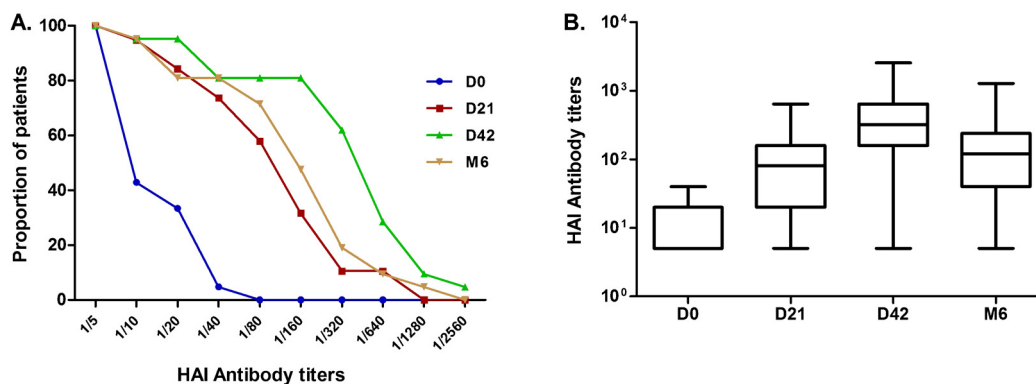 A.
Proportion of patients
100
80
60
40
20
0
D0
D21
D42
M6
1/5
1/10
1/20
1/40
1/80
1/160
1/320
1/640
1/1280
1/2560
HAI Antibody titers
B.
HAI Antibody titers
10⁴
10³
10²
10¹
10⁰
D0
D21
D42
M6